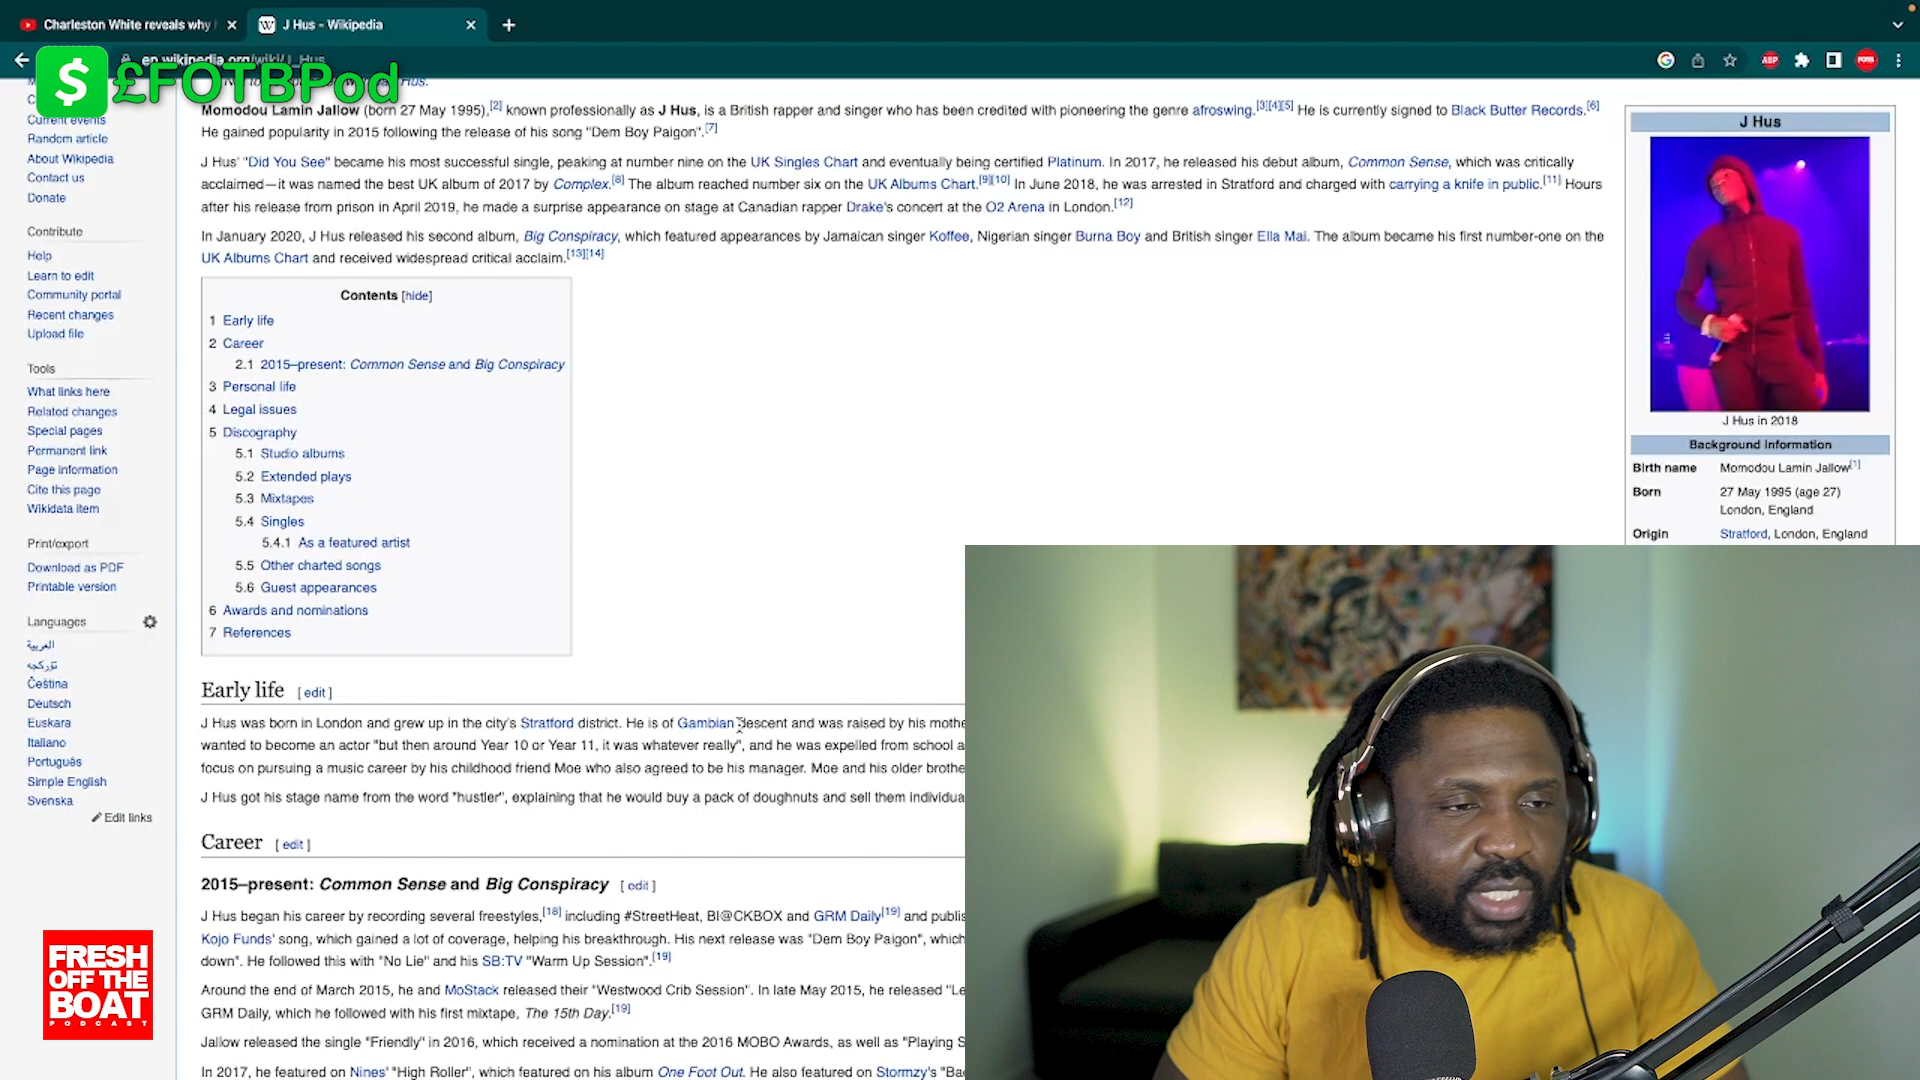 Charleston White reveals why
J Hus - Wikipedia
en.wikipedia.org/wiki/J_Hus
£FOTBPod
Current events
Random article
About Wikipedia
Contact us
Donate
Contribute
Help
Learn to edit
Community portal
Recent changes
Upload file
Tools
What links here
Related changes
Special pages
Permanent link
Page information
Cite this page
Wikidata item
Print/export
Download as PDF
Printable version
Languages
العربية
تۆرکجه
Čeština
Deutsch
Euskara
Italiano
Português
Simple English
Svenska
Edit links
FRESH
OFF THE
BOAT
PODCAST
Momodou Lamin Jallow (born 27 May 1995),[2] known professionally as J Hus, is a British rapper and singer who has been credited with pioneering the genre afroswing.[3][4][5] He is currently signed to Black Butter Records.[6]
He gained popularity in 2015 following the release of his song "Dem Boy Paigon".[7]
J Hus' "Did You See" became his most successful single, peaking at number nine on the UK Singles Chart and eventually being certified Platinum. In 2017, he released his debut album, Common Sense, which was critically
acclaimed—it was named the best UK album of 2017 by Complex.[8] The album reached number six on the UK Albums Chart.[9][10] In June 2018, he was arrested in Stratford and charged with carrying a knife in public.[11] Hours
after his release from prison in April 2019, he made a surprise appearance on stage at Canadian rapper Drake's concert at the O2 Arena in London.[12]
In January 2020, J Hus released his second album, Big Conspiracy, which featured appearances by Jamaican singer Koffee, Nigerian singer Burna Boy and British singer Ella Mai. The album became his first number-one on the
UK Albums Chart and received widespread critical acclaim.[13][14]
Contents [hide]
1 Early life
2 Career
2.1 2015–present: Common Sense and Big Conspiracy
3 Personal life
4 Legal issues
5 Discography
5.1 Studio albums
5.2 Extended plays
5.3 Mixtapes
5.4 Singles
5.4.1 As a featured artist
5.5 Other charted songs
5.6 Guest appearances
6 Awards and nominations
7 References
Early life [ edit ]
J Hus was born in London and grew up in the city's Stratford district. He is of Gambian descent and was raised by his mothe
wanted to become an actor "but then around Year 10 or Year 11, it was whatever really", and he was expelled from school a
focus on pursuing a music career by his childhood friend Moe who also agreed to be his manager. Moe and his older brothe
J Hus got his stage name from the word "hustler", explaining that he would buy a pack of doughnuts and sell them individua
Career [ edit ]
2015–present: Common Sense and Big Conspiracy [ edit ]
J Hus began his career by recording several freestyles,[18] including #StreetHeat, Bl@CKBOX and GRM Daily[19] and publis
Kojo Funds' song, which gained a lot of coverage, helping his breakthrough. His next release was "Dem Boy Paigon", which
down". He followed this with "No Lie" and his SB:TV "Warm Up Session".[19]
Around the end of March 2015, he and MoStack released their "Westwood Crib Session". In late May 2015, he released "Le
GRM Daily, which he followed with his first mixtape, The 15th Day.[19]
Jallow released the single "Friendly" in 2016, which received a nomination at the 2016 MOBO Awards, as well as "Playing S
In 2017, he featured on Nines' "High Roller", which featured on his album One Foot Out. He also featured on Stormzy's "Ba
J Hus
J Hus in 2018
Background information
Birth name Momodou Lamin Jallow[1]
Born 27 May 1995 (age 27)
London, England
Origin Stratford, London, England